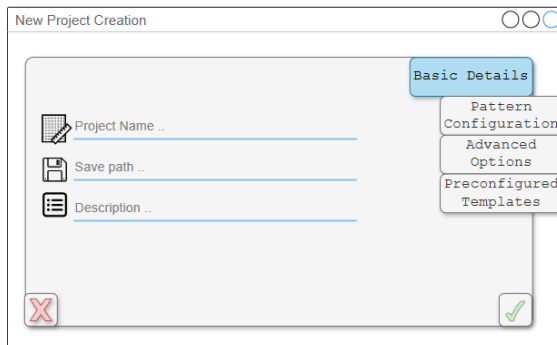 New Project Creation
Basic Details
Pattern
Configuration
Project Name ..
Advanced
Options
Save path ..
Preconfigured
Templates
Description ..